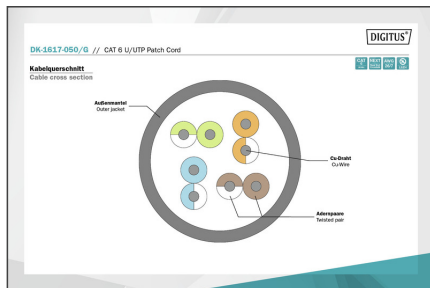 DIGITUS®
DK-1617-050/G // CAT 6 U/UTP Patch Cord
Kabelquerschnitt
Cable cross section
CAT
Außenmantel
Outer jacket
Cu-Draht
Cu-Wire
Aderpaare
Twisted pair